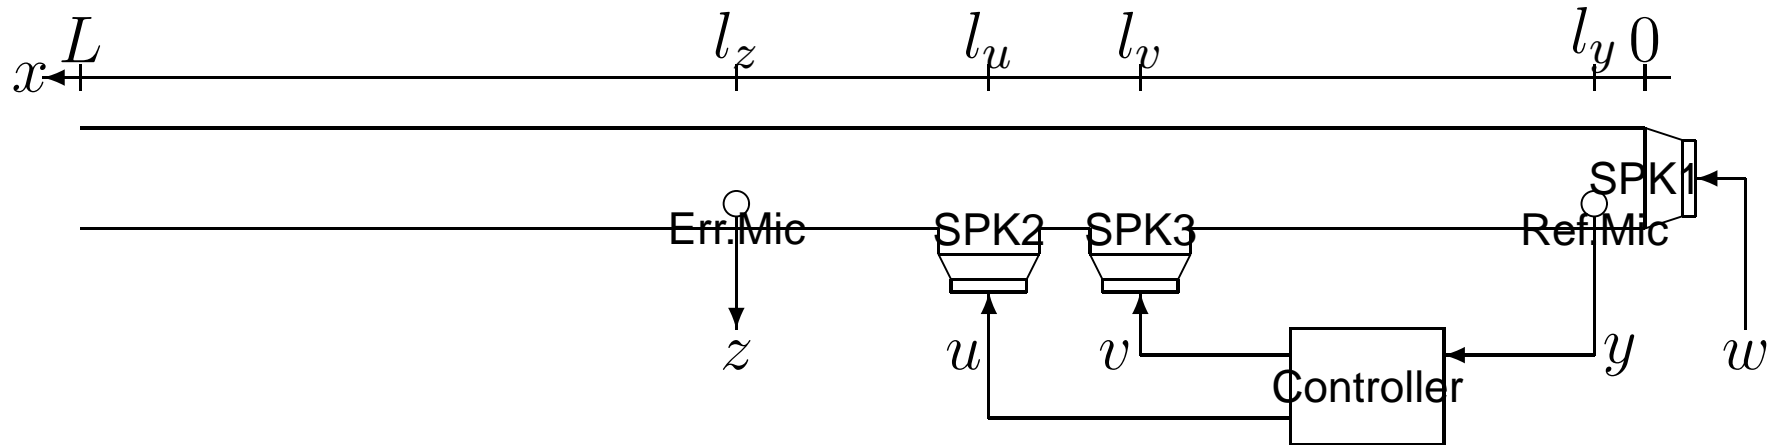 x L l_z l_u l_v l_y 0
SPK1
Err.Mic SPK2 SPK3 Ref.Mic
z u v y w
Controller